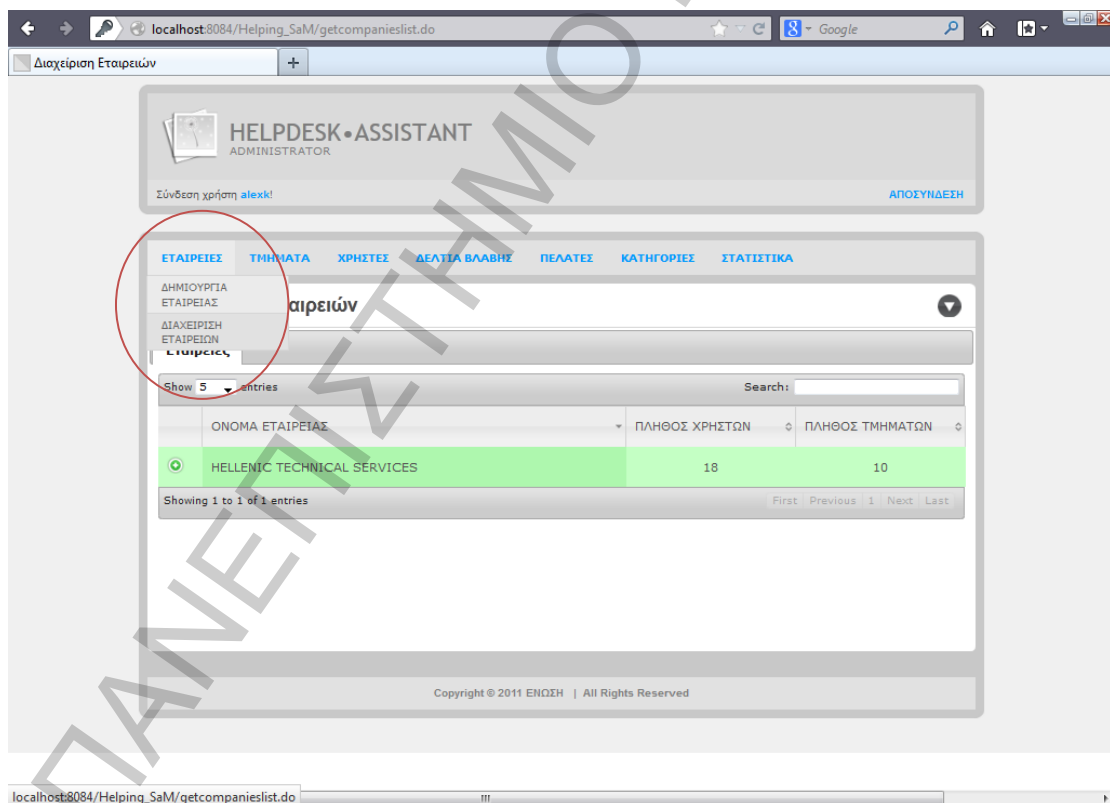 localhost:8084/Helping_SaM/getcompanieslist.do
Google
Διαχείριση Εταιρειών
HELPDESK•ASSISTANT
ADMINISTRATOR
Σύνδεση χρήστη alexk!
ΑΠΟΣΥΝΔΕΣΗ
ΕΤΑΙΡΕΙΕΣ ΤΜΗΜΑΤΑ ΧΡΗΣΤΕΣ ΔΕΛΤΙΑ ΒΛΑΒΗΣ ΠΕΛΑΤΕΣ ΚΑΤΗΓΟΡΙΕΣ ΣΤΑΤΙΣΤΙΚΑ
ΔΗΜΙΟΥΡΓΙΑ
ΕΤΑΙΡΕΙΑΣ
αιρειών
ΔΙΑΧΕΙΡΙΣΗ
ΕΤΑΙΡΕΙΩΝ
Εταιρείες
Show 5 entries
Search:
ΟΝΟΜΑ ΕΤΑΙΡΕΙΑΣ ΠΛΗΘΟΣ ΧΡΗΣΤΩΝ ΠΛΗΘΟΣ ΤΜΗΜΑΤΩΝ
HELLENIC TECHNICAL SERVICES 18 10
Showing 1 to 1 of 1 entries
First Previous 1 Next Last
Copyright © 2011 ΕΝΩΣΗ | All Rights Reserved
localhost:8084/Helping_SaM/getcompanieslist.do
ΠΑΝΕΠΙΣΤΗΜΙΟ